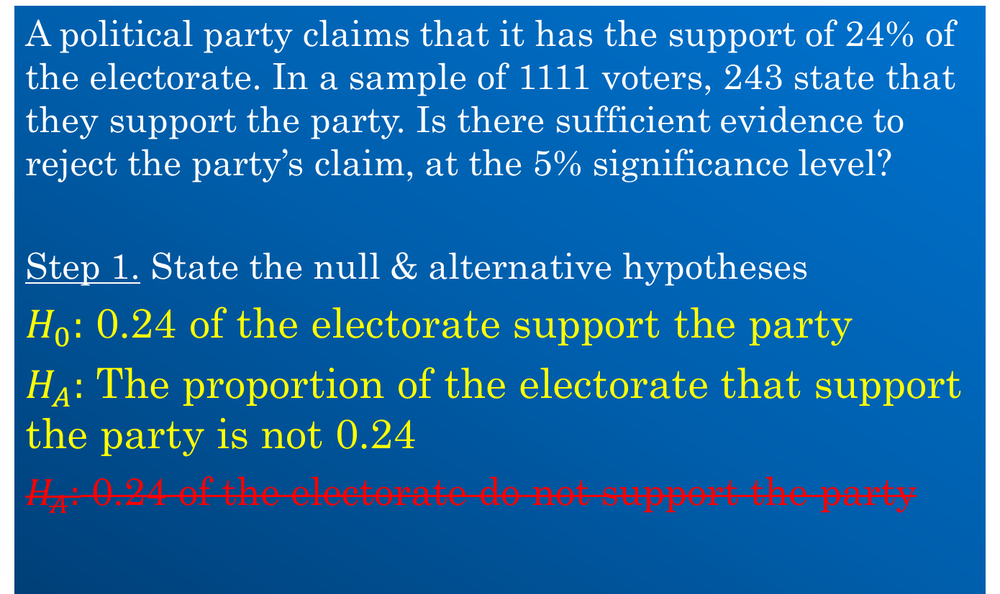 A political party claims that it has the support of 24% of
the electorate. In a sample of 1111 voters, 243 state that
they support the party. Is there sufficient evidence to
reject the party’s claim, at the 5% significance level?
Step 1. State the null & alternative hypotheses
H₀: 0.24 of the electorate support the party
H_A: The proportion of the electorate that support
the party is not 0.24
H_A: 0.24 of the electorate do not support the party